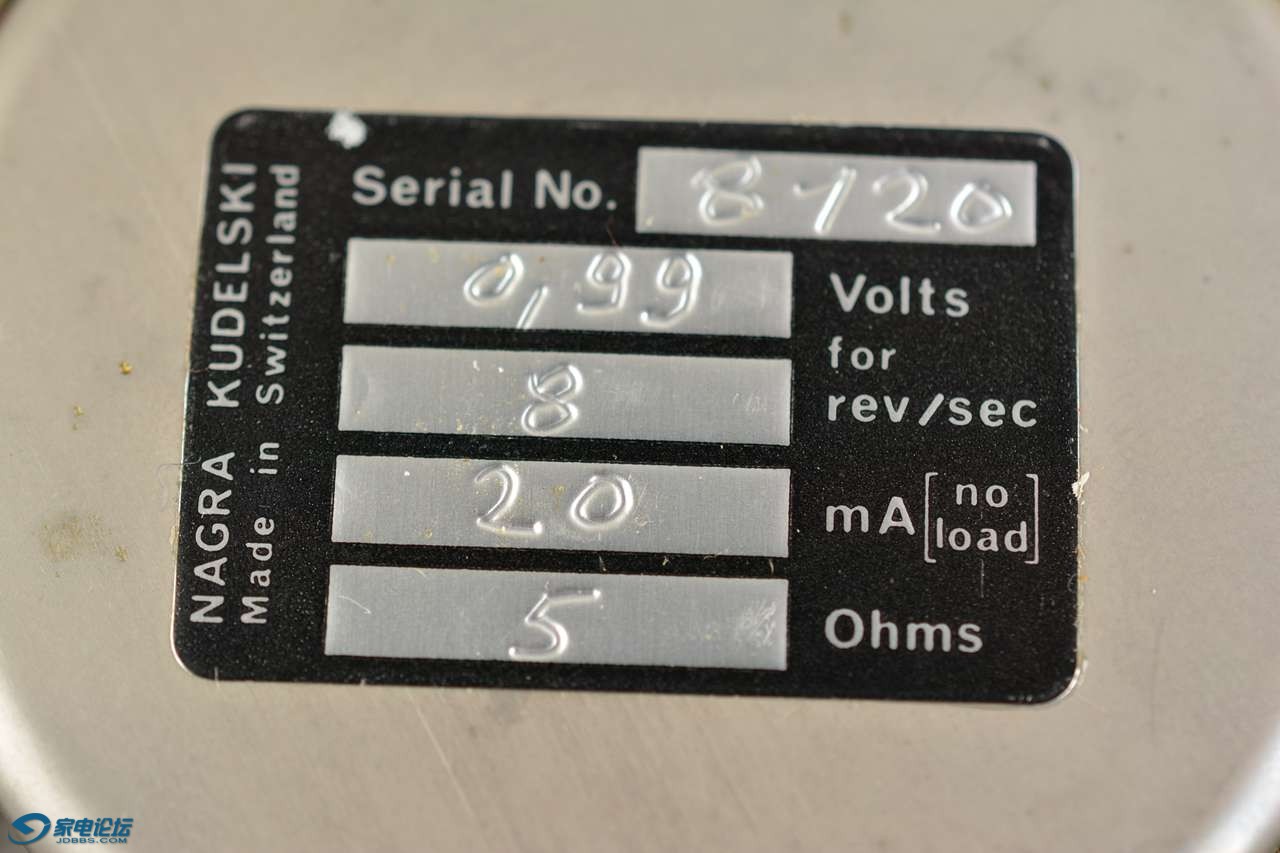 NAGRA KUDELSKI
Made in Switzerland
Serial No. 8120
0,99 Volts
for
8 rev/sec
20 mA [no load]
5 Ohms
家电论坛
JDBBS.COM